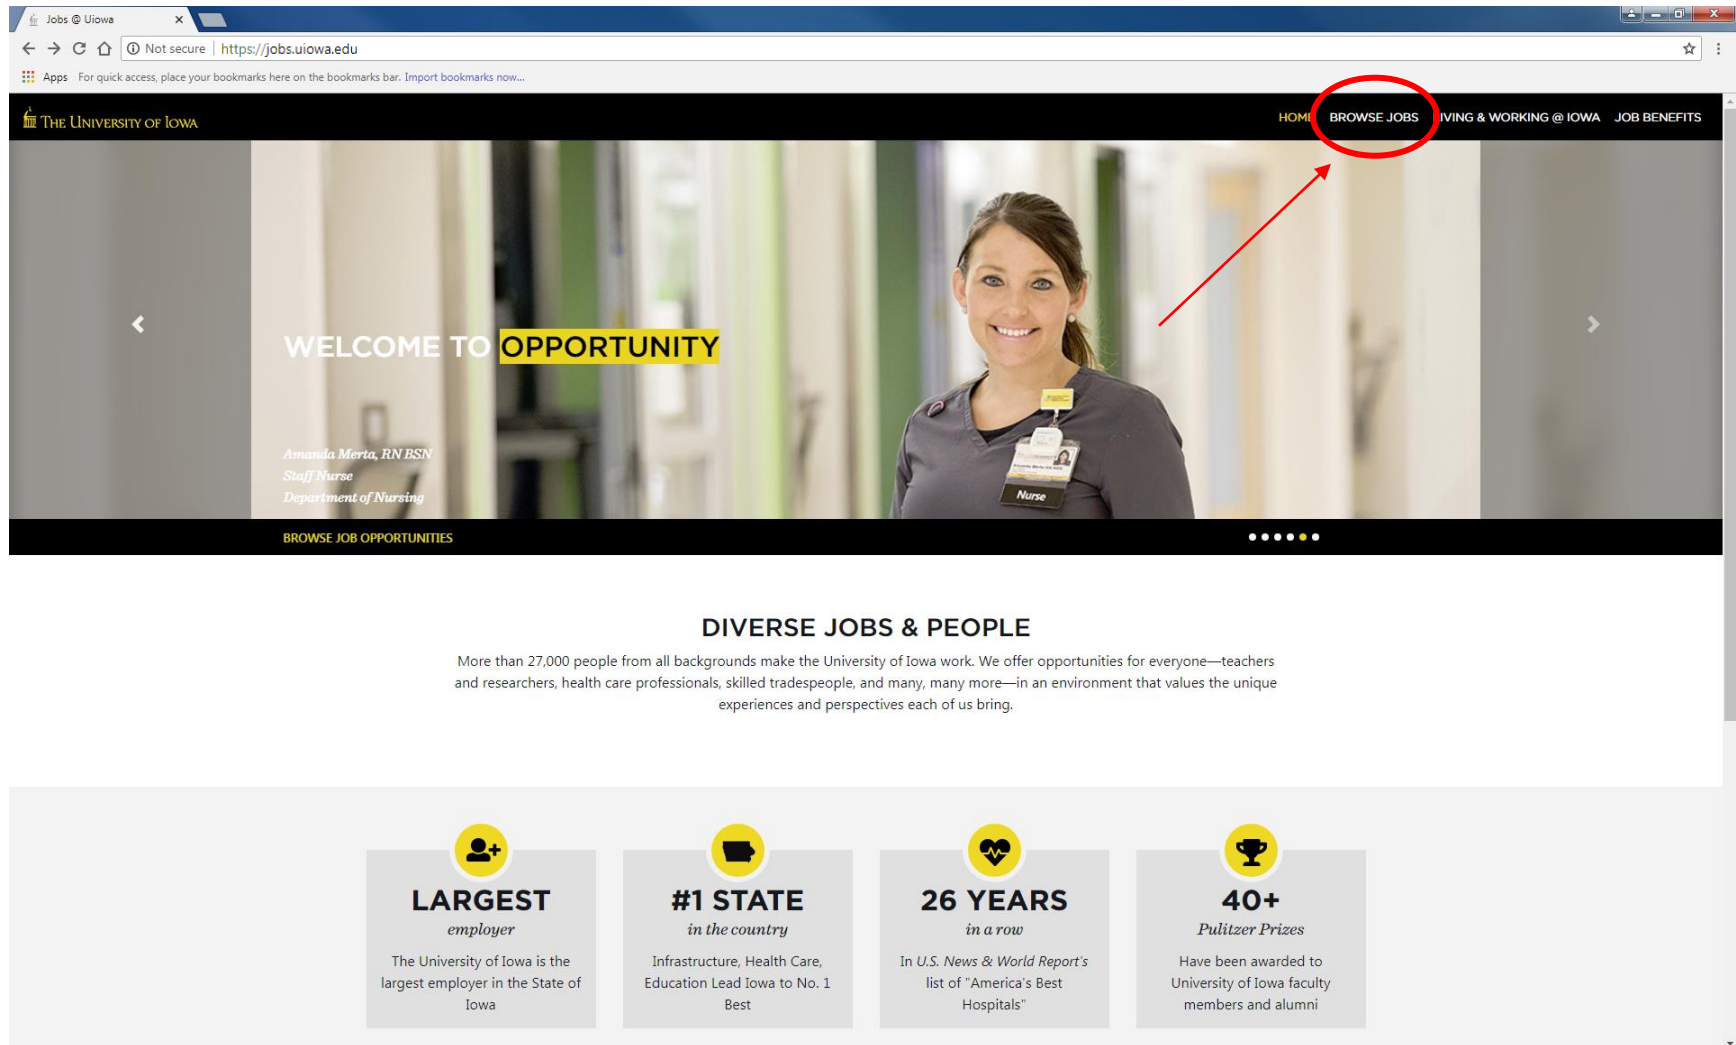 Jobs @ Uiowa
Not secure | https://jobs.uiowa.edu
Apps For quick access, place your bookmarks here on the bookmarks bar. Import bookmarks now...
THE UNIVERSITY OF IOWA
HOME BROWSE JOBS IVING & WORKING @ IOWA JOB BENEFITS
WELCOME TO OPPORTUNITY
Amanda Merta, RN BSN
Staff Nurse
Department of Nursing
Nurse
BROWSE JOB OPPORTUNITIES
DIVERSE JOBS & PEOPLE
More than 27,000 people from all backgrounds make the University of Iowa work. We offer opportunities for everyone—teachers
and researchers, health care professionals, skilled tradespeople, and many, many more—in an environment that values the unique
experiences and perspectives each of us bring.
LARGEST
employer
The University of Iowa is the
largest employer in the State of
Iowa
#1 STATE
in the country
Infrastructure, Health Care,
Education Lead Iowa to No. 1
Best
26 YEARS
in a row
In U.S. News & World Report's
list of "America's Best
Hospitals"
40+
Pulitzer Prizes
Have been awarded to
University of Iowa faculty
members and alumni